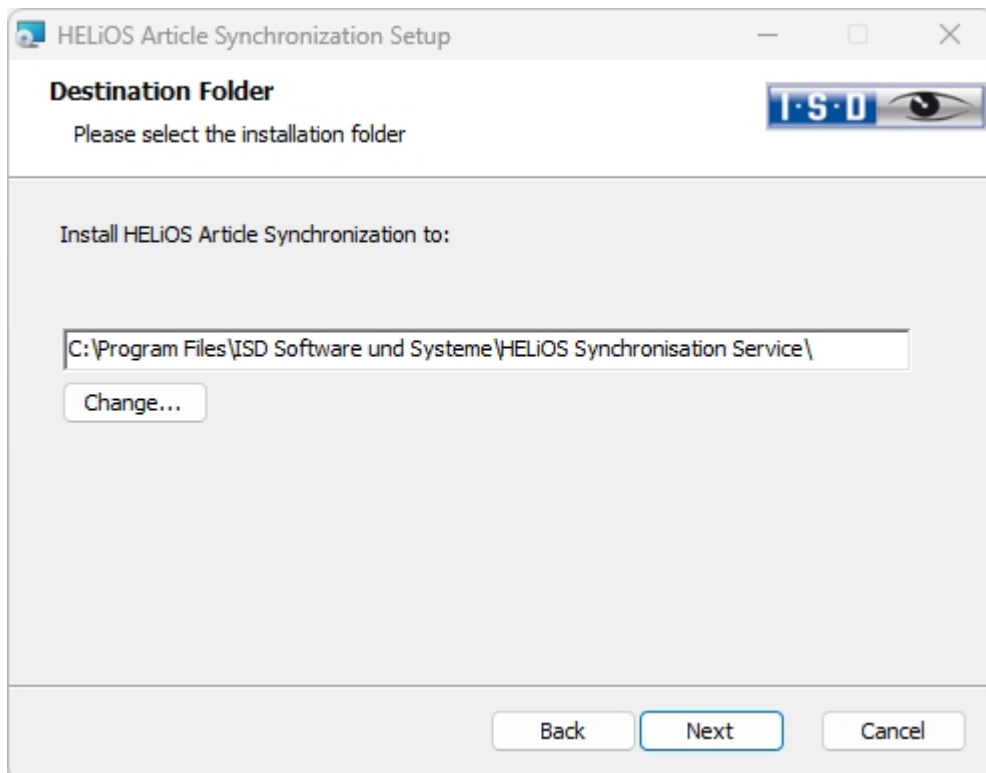 HELiOS Article Synchronization Setup
Destination Folder
Please select the installation folder
I·S·D
Install HELiOS Article Synchronization to:
C:\Program Files\ISD Software und Systeme\HELiOS Synchronisation Service\
Change...
Back Next Cancel